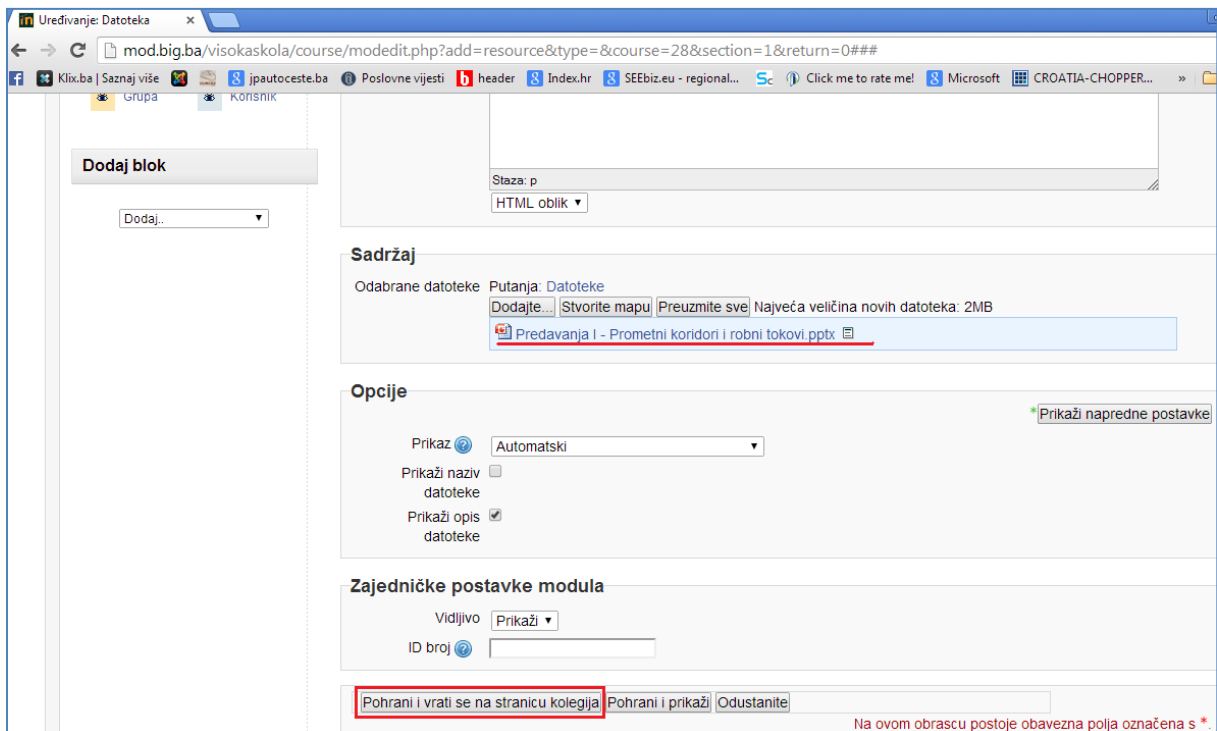 Uređivanje: Datoteka
mod.big.ba/visokaskola/course/modedit.php?add=resource&type=&course=28&section=1&return=0###
Klix.ba | Saznaj više jpautoceste.ba Poslovne vijesti header Index.hr SEEbiz.eu - regional... Click me to rate me! Microsoft CROATIA-CHOPPER... »
Grupa Korisnik
Dodaj blok
Dodaj..
Staza: p
HTML oblik
Sadržaj
Odabrane datoteke Putanja: Datoteke
Dodajte... Stvorite mapu Preuzmite sve Najveća veličina novih datoteka: 2MB
Predavanja I - Prometni koridori i robni tokovi.pptx
Opcije
*Prikaži napredne postavke
Prikaz Automatski
Prikaži naziv
datoteke
Prikaži opis
datoteke
Zajedničke postavke modula
Vidljivo Prikaži
ID broj
Pohrani i vrati se na stranicu kolegija Pohrani i prikaži Odustanite
Na ovom obrascu postoje obavezna polja označena s *.